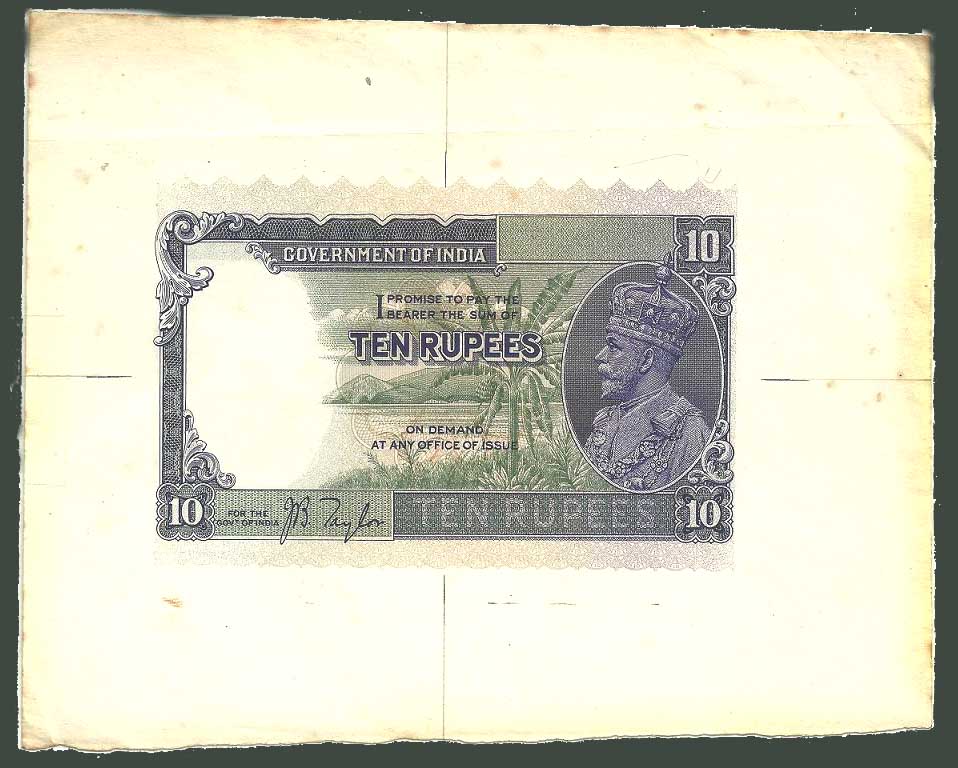 GOVERNMENT OF INDIA
10
I PROMISE TO PAY THE
BEARER THE SUM OF
TEN RUPEES
ON DEMAND
AT ANY OFFICE OF ISSUE
10
FOR THE
GOVT OF INDIA
J.B. Taylor
TEN RUPEES
10